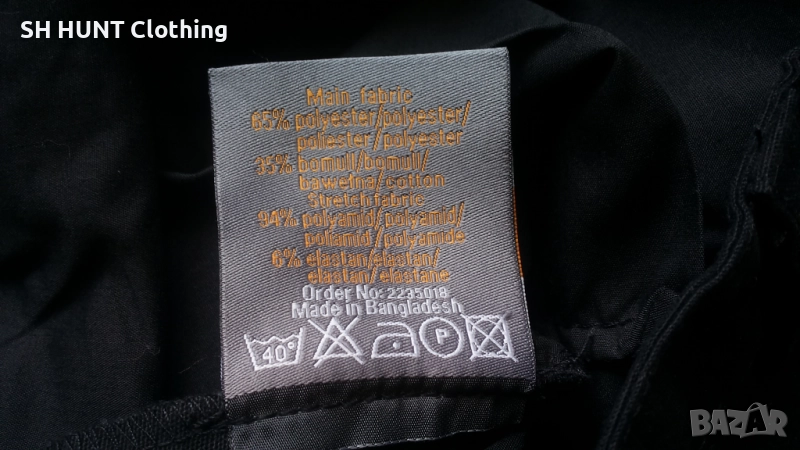 SH HUNT Clothing
Main fabric
65% polyester/polyester/
poliester/polyester
35% bomull/bomull/
bawełna/cotton
Stretch fabric
94% polyamid/polyamid/
poliamid/polyamide
6% elastan/elastan/
elastan/elastane
Order No: 2235018
Made in Bangladesh
40° P
BAZAR